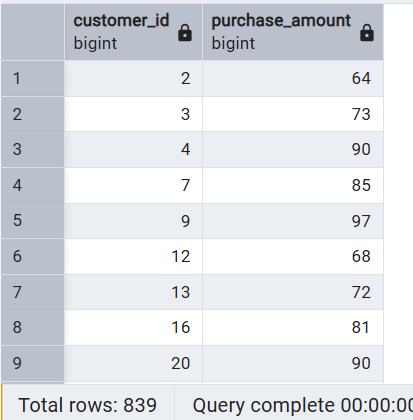 customer_id purchase_amount
bigint bigint
1 2 64
2 3 73
3 4 90
4 7 85
5 9 97
6 12 68
7 13 72
8 16 81
9 20 90
Total rows: 839 Query complete 00:00:00